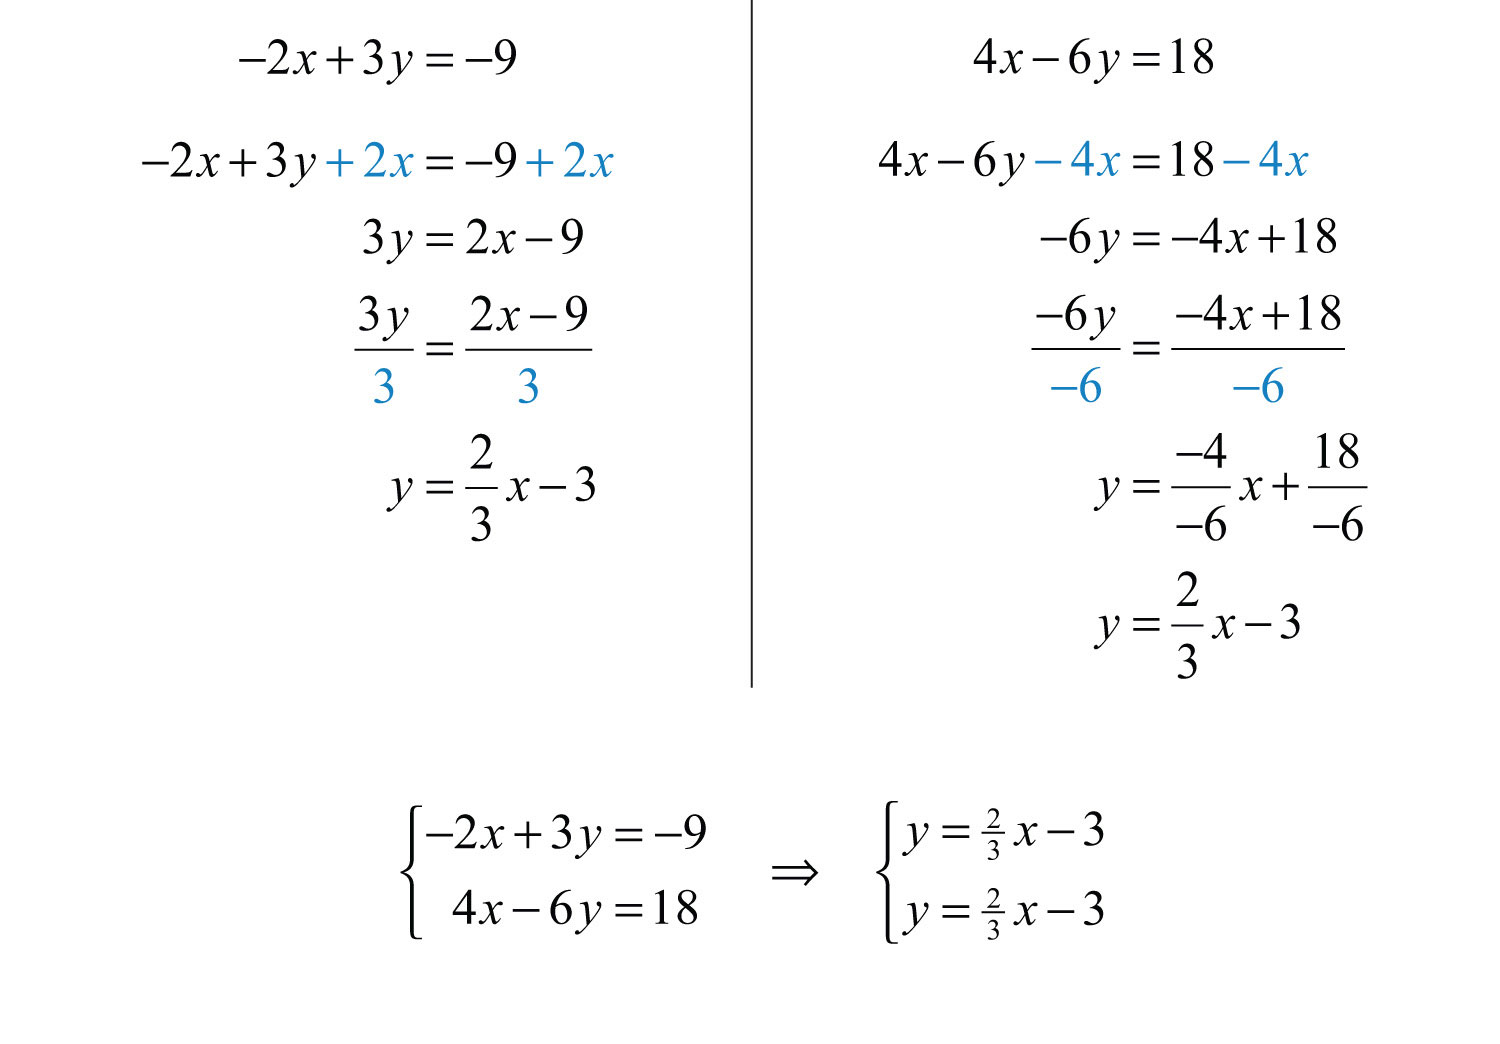 −2x + 3y = −9
−2x + 3y + 2x = −9 + 2x
3y = 2x − 9
3y/3 = (2x − 9)/3
y = 2/3 x − 3
4x − 6y = 18
4x − 6y − 4x = 18 − 4x
−6y = −4x + 18
−6y/−6 = (−4x + 18)/−6
y = −4/−6 x + 18/−6
y = 2/3 x − 3
{ −2x + 3y = −9 ⇒ { y = 2/3 x − 3
4x − 6y = 18 y = 2/3 x − 3